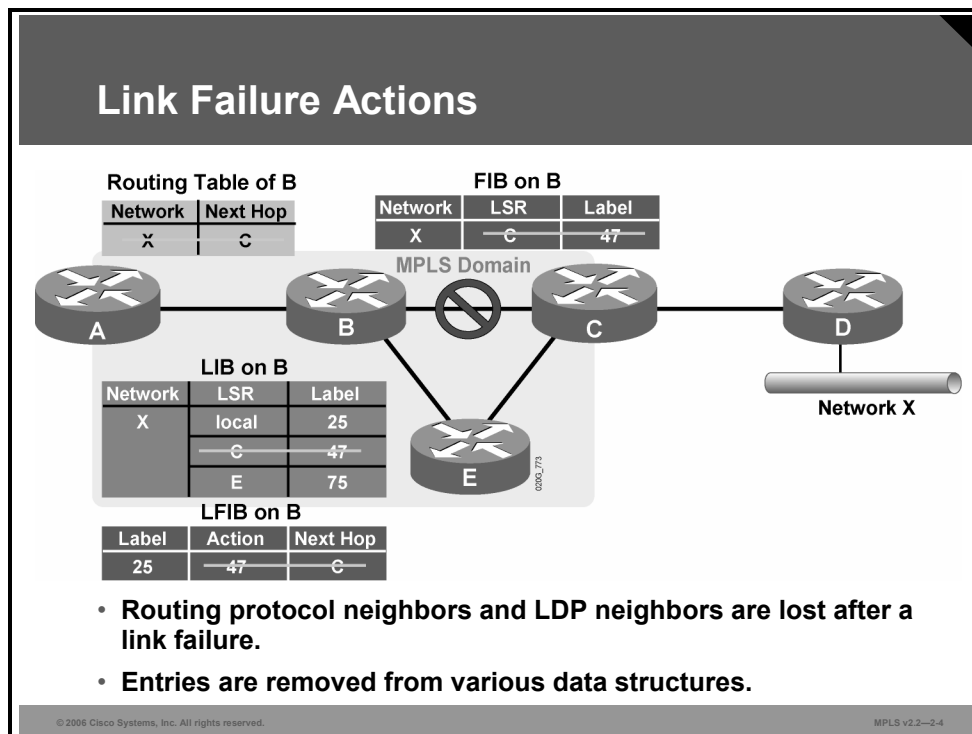 Link Failure Actions
Routing Table of B
Network Next Hop
X C
FIB on B
Network LSR Label
X C 47
MPLS Domain
A
B
C
D
Network X
LIB on B
Network LSR Label
X local 25
C 47
E 75
E
020G_773
LFIB on B
Label Action Next Hop
25 47 C
• Routing protocol neighbors and LDP neighbors are lost after a
link failure.
• Entries are removed from various data structures.
© 2006 Cisco Systems, Inc. All rights reserved.
MPLS v2.2—2-4